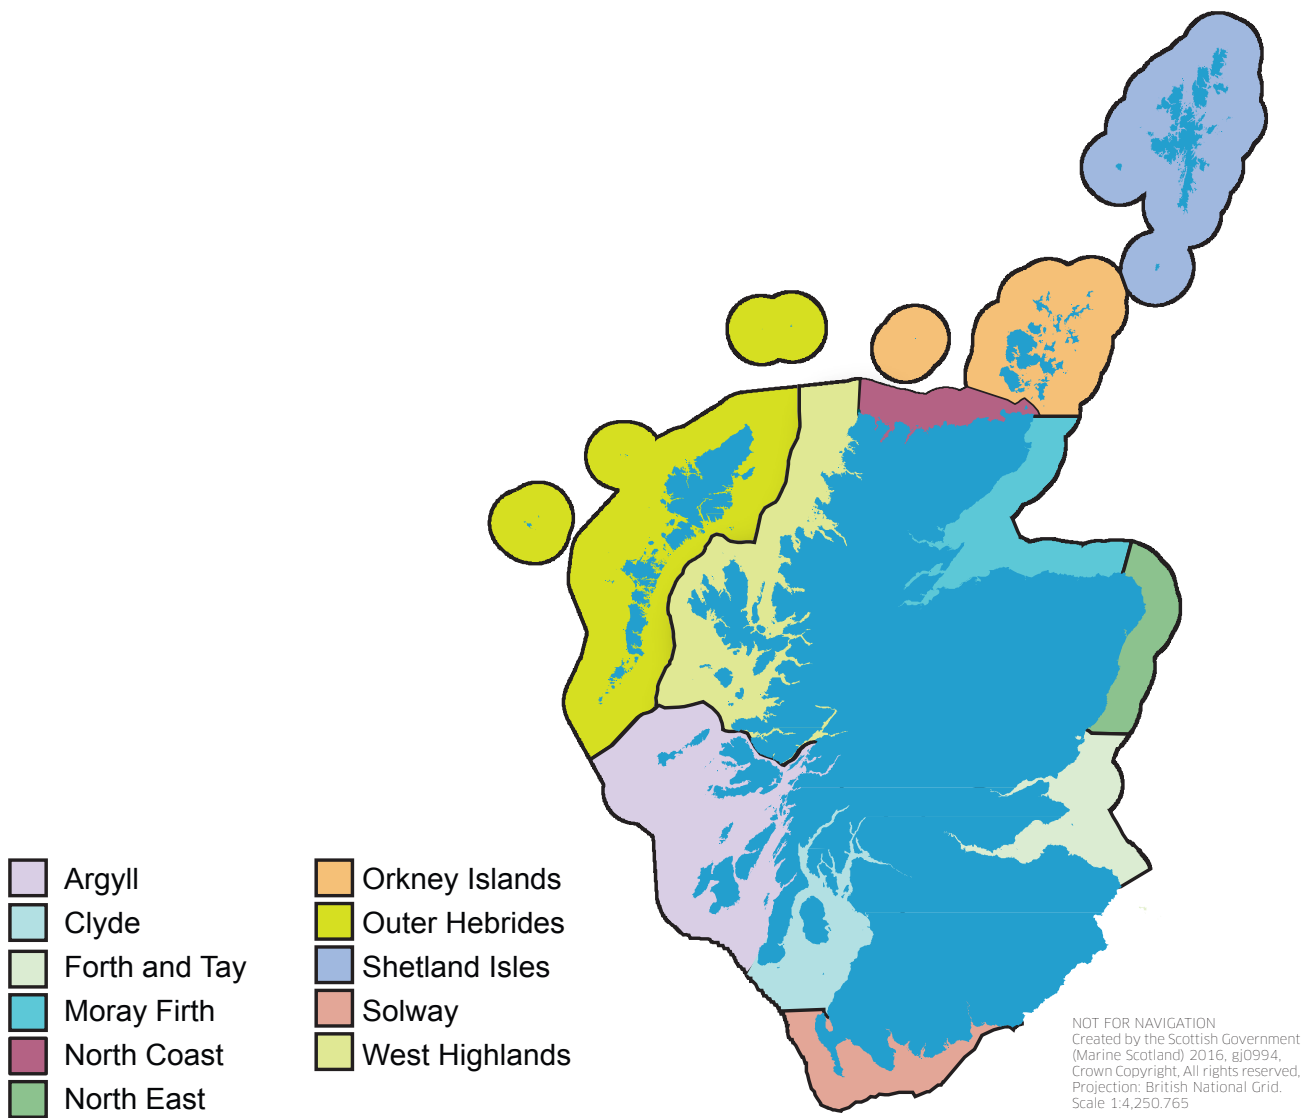 Argyll
Clyde
Forth and Tay
Moray Firth
North Coast
North East
Orkney Islands
Outer Hebrides
Shetland Isles
Solway
West Highlands
NOT FOR NAVIGATION
Created by the Scottish Government
(Marine Scotland) 2016, gj0994,
Crown Copyright, All rights reserved,
Projection: British National Grid.
Scale 1:4,250.765